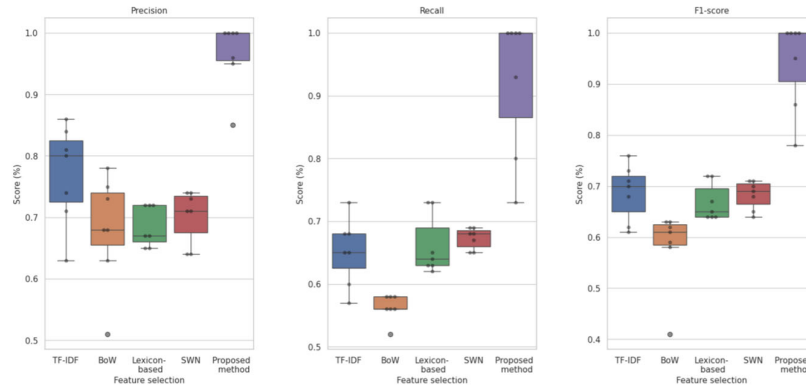 Precision
Score (%)
1.0
0.9
0.8
0.7
0.6
0.5
TF-IDF BoW Lexicon- SWN Proposed
based method
Feature selection
Recall
Score (%)
1.0
0.9
0.8
0.7
0.6
0.5
TF-IDF BoW Lexicon- SWN Proposed
based method
Feature selection
F1-score
Score (%)
1.0
0.9
0.8
0.7
0.6
0.5
0.4
TF-IDF BoW Lexicon- SWN Proposed
based method
Feature selection